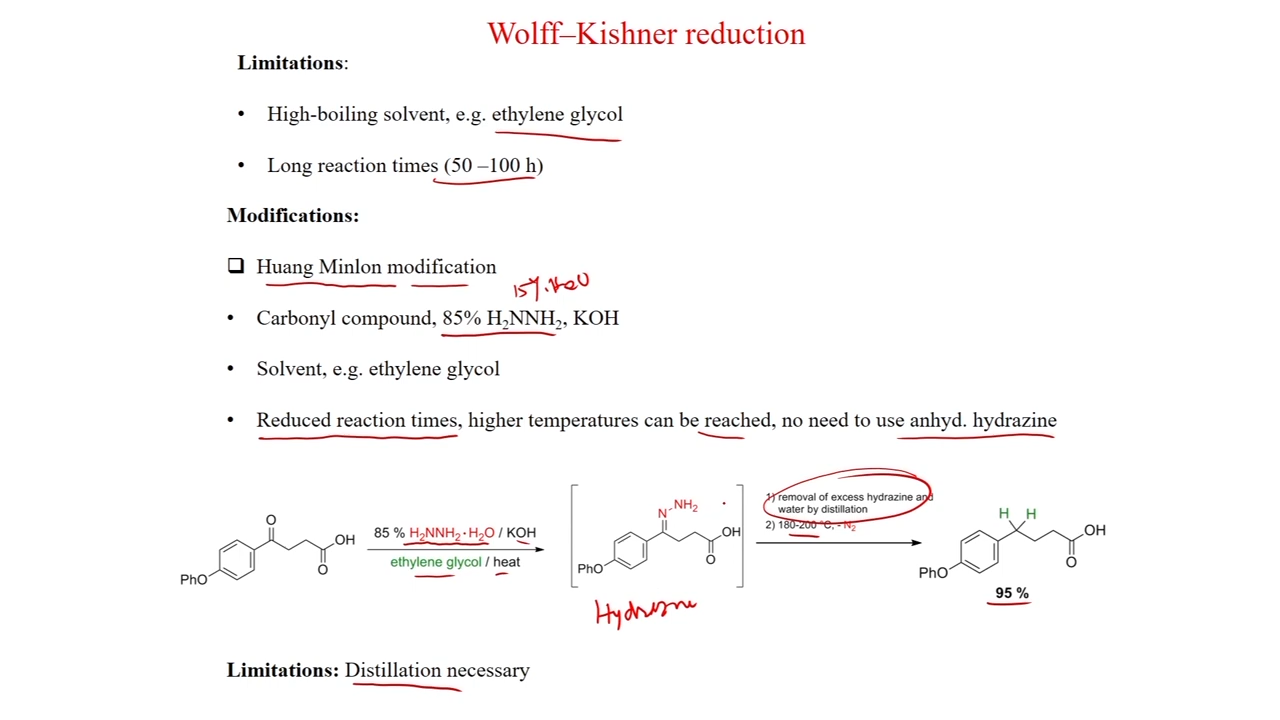 Wolff–Kishner reduction
Limitations:
• High-boiling solvent, e.g. ethylene glycol
• Long reaction times (50 –100 h)
Modifications:
❑ Huang Minlon modification
15%. H2O
• Carbonyl compound, 85% H₂NNH₂, KOH
• Solvent, e.g. ethylene glycol
• Reduced reaction times, higher temperatures can be reached, no need to use anhyd. hydrazine
O
OH
O
PhO
85 % H₂NNH₂·H₂O / KOH
ethylene glycol / heat
N NH₂
OH
O
PhO
1) removal of excess hydrazine and
water by distillation
2) 180-200 °C, - N₂
H H
OH
O
PhO
95 %
Limitations: Distillation necessary